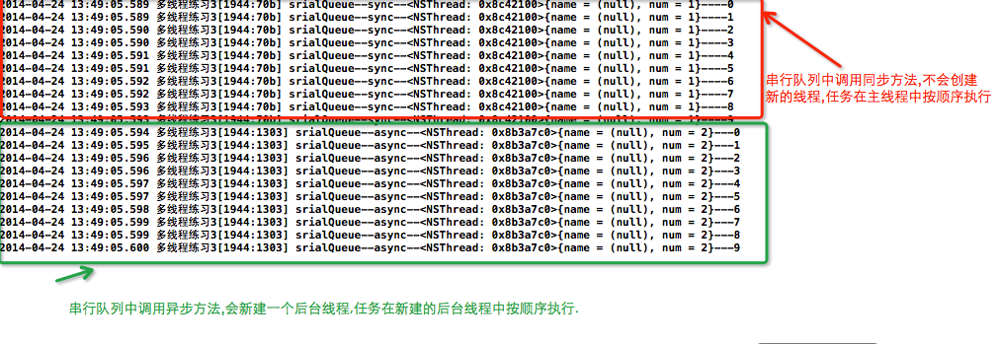 2014-04-24 13:49:05.589 多线程练习3[1944:70b] srialQueue--sync--<NSThread: 0x8c42100>{name = (null), num = 1}----0
2014-04-24 13:49:05.590 多线程练习3[1944:70b] srialQueue--sync--<NSThread: 0x8c42100>{name = (null), num = 1}----1
2014-04-24 13:49:05.590 多线程练习3[1944:70b] srialQueue--sync--<NSThread: 0x8c42100>{name = (null), num = 1}----2
2014-04-24 13:49:05.590 多线程练习3[1944:70b] srialQueue--sync--<NSThread: 0x8c42100>{name = (null), num = 1}----3
2014-04-24 13:49:05.591 多线程练习3[1944:70b] srialQueue--sync--<NSThread: 0x8c42100>{name = (null), num = 1}----4
2014-04-24 13:49:05.591 多线程练习3[1944:70b] srialQueue--sync--<NSThread: 0x8c42100>{name = (null), num = 1}----5
2014-04-24 13:49:05.592 多线程练习3[1944:70b] srialQueue--sync--<NSThread: 0x8c42100>{name = (null), num = 1}----6
2014-04-24 13:49:05.592 多线程练习3[1944:70b] srialQueue--sync--<NSThread: 0x8c42100>{name = (null), num = 1}----7
2014-04-24 13:49:05.593 多线程练习3[1944:70b] srialQueue--sync--<NSThread: 0x8c42100>{name = (null), num = 1}----8
2014-04-24 13:49:05.593 多线程练习3[1944:70b] srialQueue--sync--<NSThread: 0x8c42100>{name = (null), num = 1}----9
串行队列中调用同步方法,不会创建
新的线程,任务在主线程中按顺序执行
2014-04-24 13:49:05.594 多线程练习3[1944:1303] srialQueue--async--<NSThread: 0x8b3a7c0>{name = (null), num = 2}---0
2014-04-24 13:49:05.595 多线程练习3[1944:1303] srialQueue--async--<NSThread: 0x8b3a7c0>{name = (null), num = 2}---1
2014-04-24 13:49:05.596 多线程练习3[1944:1303] srialQueue--async--<NSThread: 0x8b3a7c0>{name = (null), num = 2}---2
2014-04-24 13:49:05.596 多线程练习3[1944:1303] srialQueue--async--<NSThread: 0x8b3a7c0>{name = (null), num = 2}---3
2014-04-24 13:49:05.597 多线程练习3[1944:1303] srialQueue--async--<NSThread: 0x8b3a7c0>{name = (null), num = 2}---4
2014-04-24 13:49:05.597 多线程练习3[1944:1303] srialQueue--async--<NSThread: 0x8b3a7c0>{name = (null), num = 2}---5
2014-04-24 13:49:05.598 多线程练习3[1944:1303] srialQueue--async--<NSThread: 0x8b3a7c0>{name = (null), num = 2}---6
2014-04-24 13:49:05.599 多线程练习3[1944:1303] srialQueue--async--<NSThread: 0x8b3a7c0>{name = (null), num = 2}---7
2014-04-24 13:49:05.599 多线程练习3[1944:1303] srialQueue--async--<NSThread: 0x8b3a7c0>{name = (null), num = 2}---8
2014-04-24 13:49:05.600 多线程练习3[1944:1303] srialQueue--async--<NSThread: 0x8b3a7c0>{name = (null), num = 2}---9
串行队列中调用异步方法,会新建一个后台线程,任务在新建的后台线程中按顺序执行.